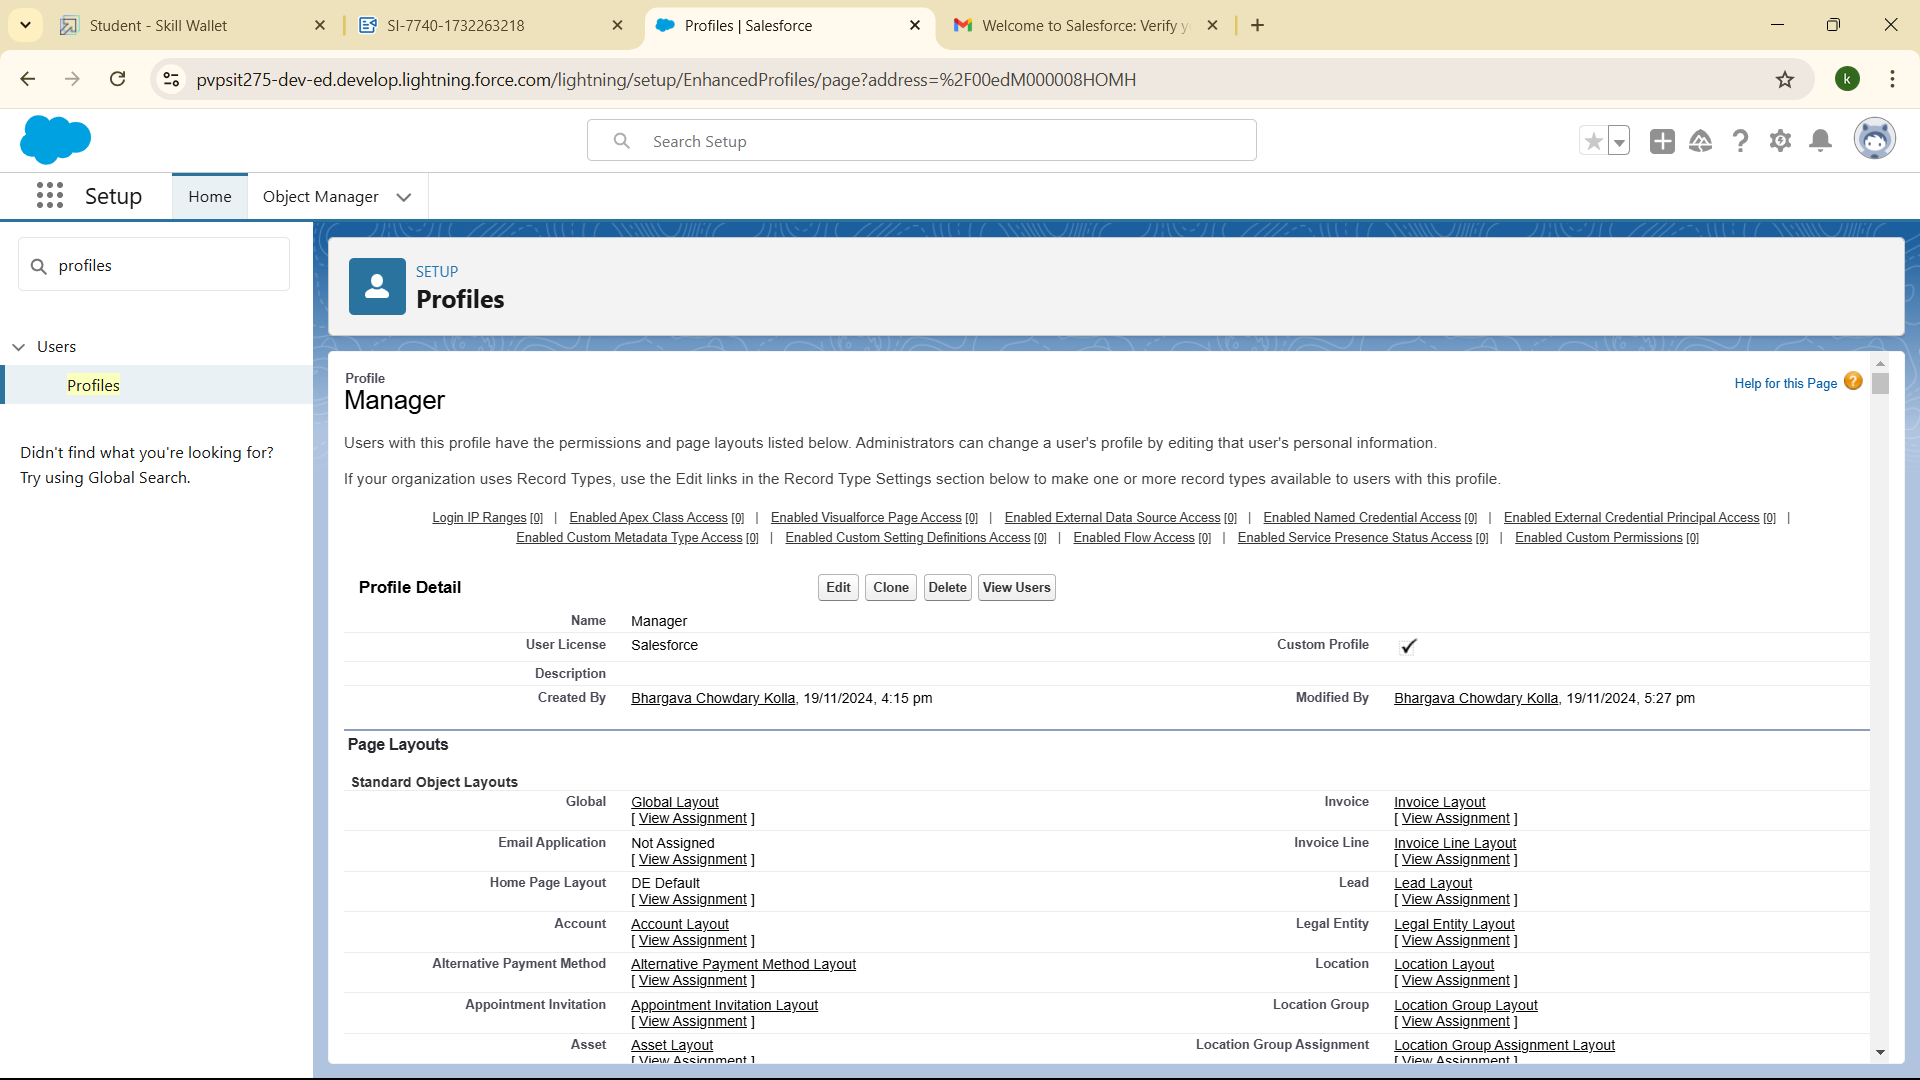 Student - Skill Wallet
SI-7740-1732263218
Profiles | Salesforce
Welcome to Salesforce: Verify y
pvpsit275-dev-ed.develop.lightning.force.com/lightning/setup/EnhancedProfiles/page?address=%2F00edM000008HOMH
k
Search Setup
Setup
Home
Object Manager
profiles
Users
Profiles
Didn't find what you're looking for?
Try using Global Search.
SETUP
Profiles
Profile
Manager
Help for this Page
Users with this profile have the permissions and page layouts listed below. Administrators can change a user's profile by editing that user's personal information.
If your organization uses Record Types, use the Edit links in the Record Type Settings section below to make one or more record types available to users with this profile.
Login IP Ranges [0] | Enabled Apex Class Access [0] | Enabled Visualforce Page Access [0] | Enabled External Data Source Access [0] | Enabled Named Credential Access [0] | Enabled External Credential Principal Access [0] |
Enabled Custom Metadata Type Access [0] | Enabled Custom Setting Definitions Access [0] | Enabled Flow Access [0] | Enabled Service Presence Status Access [0] | Enabled Custom Permissions [0]
Profile Detail Edit Clone Delete View Users
Name Manager
User License Salesforce Custom Profile
Description
Created By Bhargava Chowdary Kolla, 19/11/2024, 4:15 pm Modified By Bhargava Chowdary Kolla, 19/11/2024, 5:27 pm
Page Layouts
Standard Object Layouts
Global Global Layout Invoice Invoice Layout
[ View Assignment ] [ View Assignment ]
Email Application Not Assigned Invoice Line Invoice Line Layout
[ View Assignment ] [ View Assignment ]
Home Page Layout DE Default Lead Lead Layout
[ View Assignment ] [ View Assignment ]
Account Account Layout Legal Entity Legal Entity Layout
[ View Assignment ] [ View Assignment ]
Alternative Payment Method Alternative Payment Method Layout Location Location Layout
[ View Assignment ] [ View Assignment ]
Appointment Invitation Appointment Invitation Layout Location Group Location Group Layout
[ View Assignment ] [ View Assignment ]
Asset Asset Layout Location Group Assignment Location Group Assignment Layout
[ View Assignment ] [ View Assignment ]